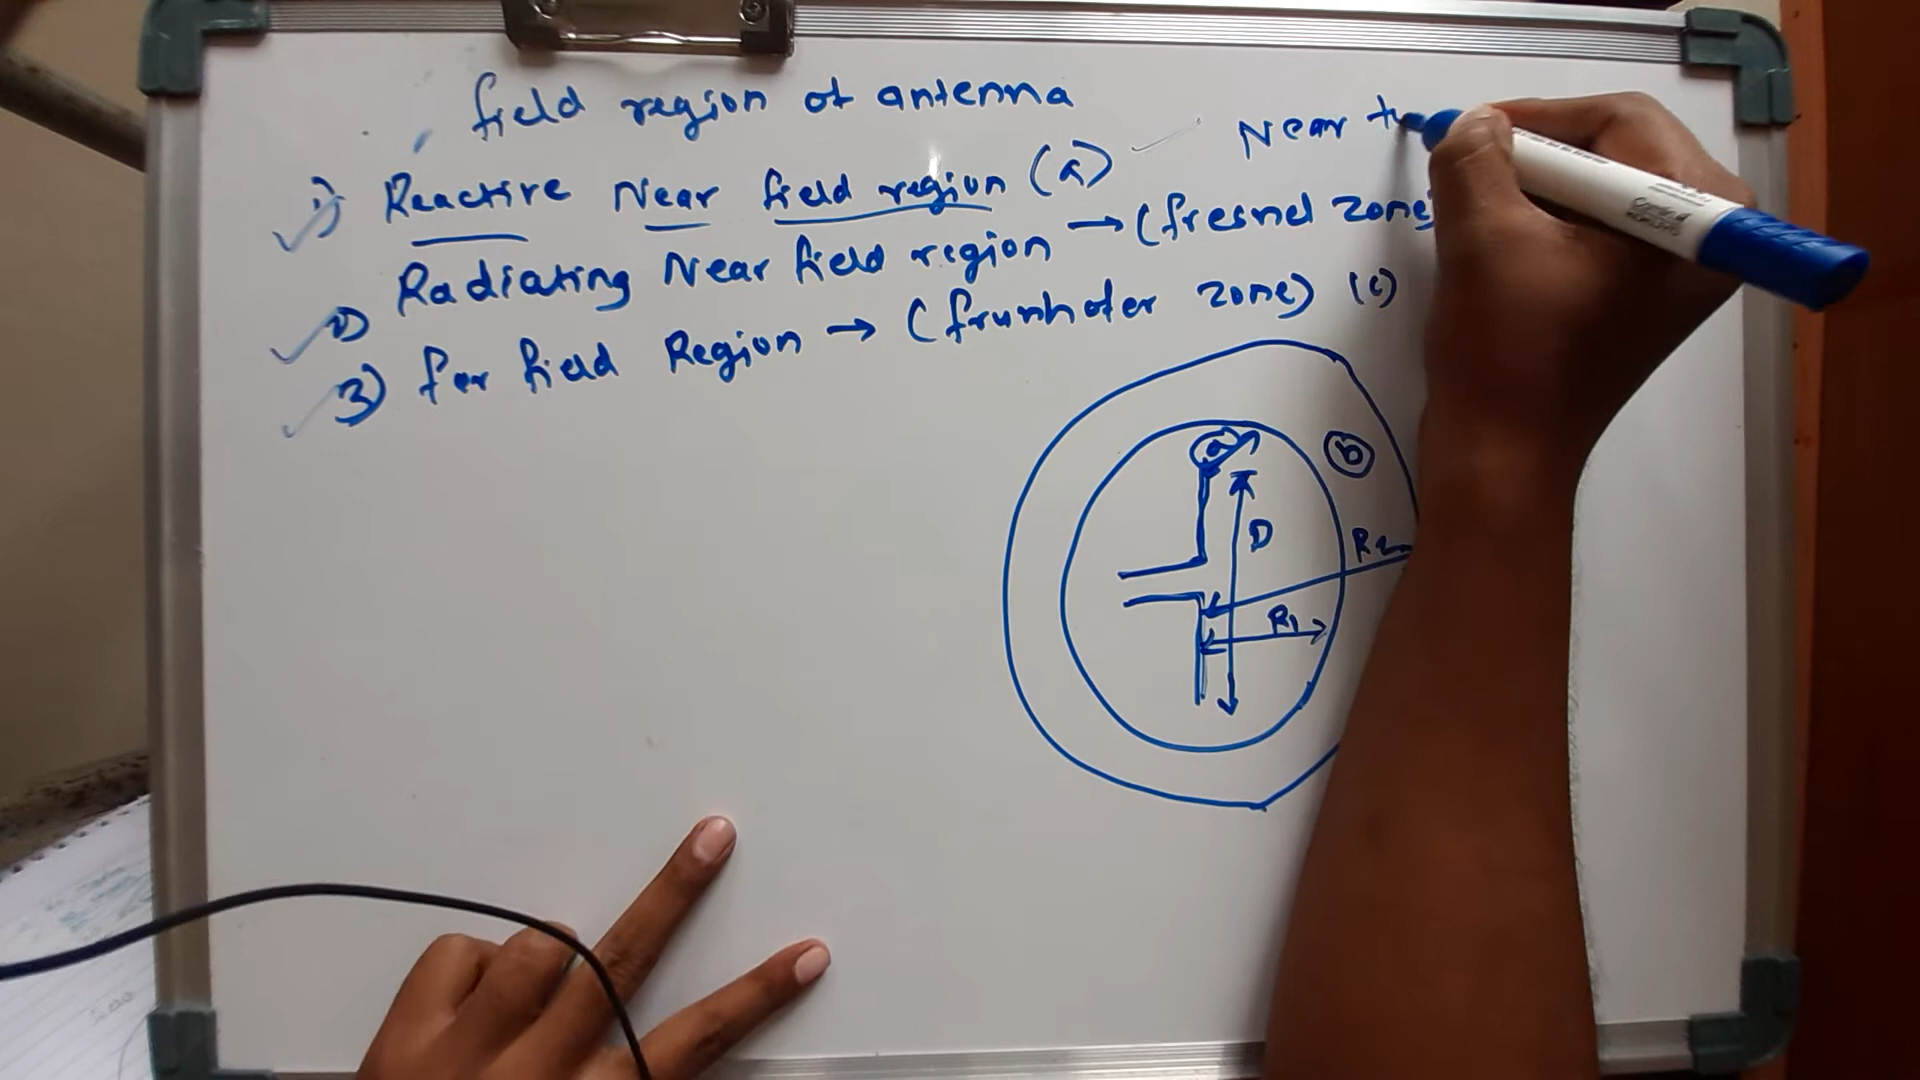 field region of antenna
Near
1) Reactive Near field region (a)
2) Radiating Near field region → (fresnel zone)
3) far field Region → (frunhofer zone) (c)
a
b
D
R2
R1